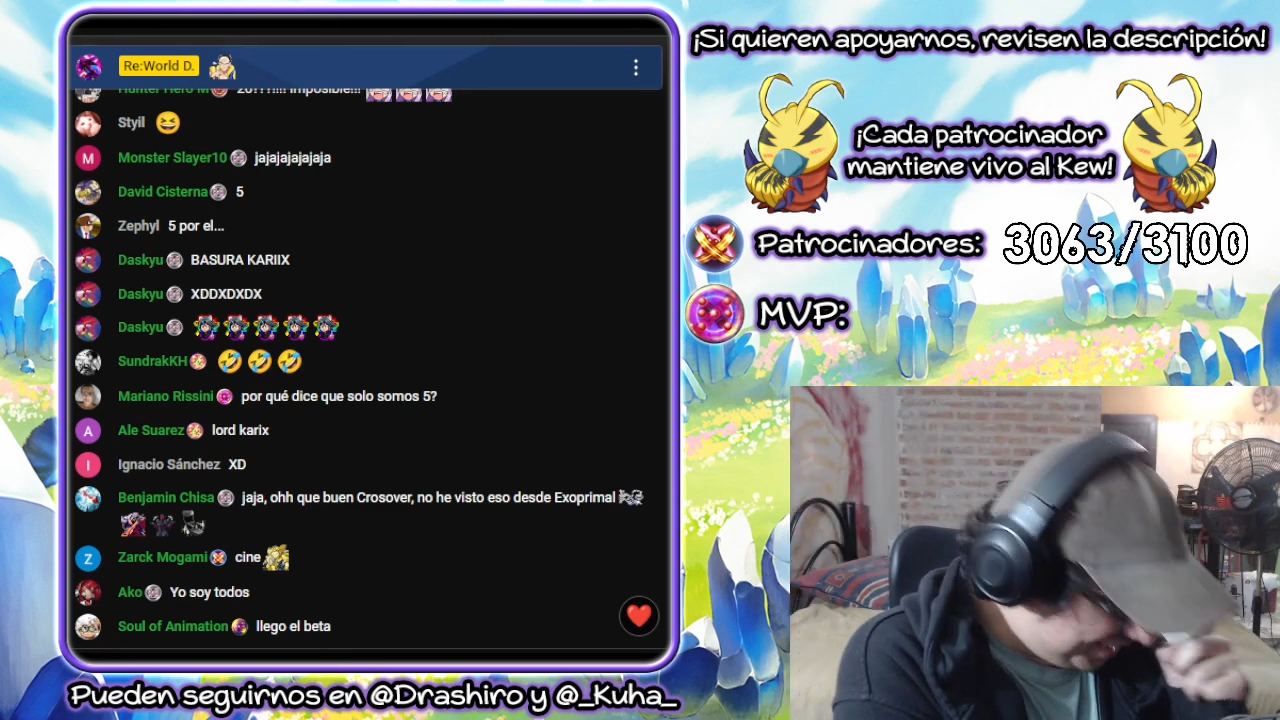 ¡Si quieren apoyarnos, revisen la descripción!
Re:World D.
Hunter Hero M 20???!!!! imposible!!!
Styil
M Monster Slayer10 jajajajajajaja
David Cisterna 5
Zephyl 5 por el...
Daskyu BASURA KARIIX
Daskyu XDDXDXDX
Daskyu
SundrakKH
Mariano Rissini por qué dice que solo somos 5?
A Ale Suarez lord karix
I Ignacio Sánchez XD
Benjamin Chisa jaja, ohh que buen Crosover, no he visto eso desde Exoprimal
Z Zarck Mogami cine
Ako Yo soy todos
Soul of Animation llego el beta
¡Cada patrocinador
mantiene vivo al Kew!
Patrocinadores: 3063/3100
MVP:
Pueden seguirnos en @Drashiro y @_Kuha_